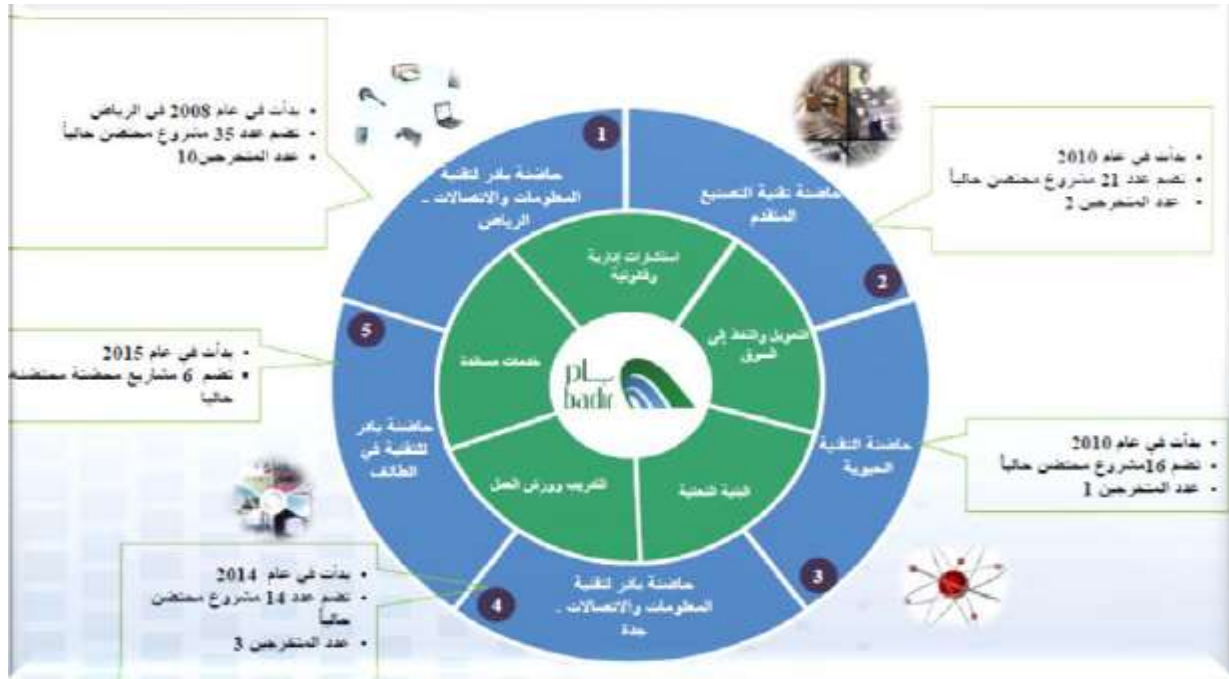 1
حاضنة بادر لتقنية
المعلومات والاتصالات -
الرياض
• بدأت في عام 2008 في الرياض
• تضم عدد 35 مشروع محتضن حالياً
• عدد المتخرجين10
2
حاضنة تقنية التصنيع
المتقدم
• بدأت في عام 2010
• تضم عدد 21 مشروع محتضن حالياً
• عدد المتخرجين 2
3
حاضنة التقنية
الحيوية
• بدأت في عام 2010
• تضم 16مشروع محتضن حالياً
• عدد المتخرجين 1
4
حاضنة بادر لتقنية
المعلومات والاتصالات -
جدة
• بدأت في عام 2014
• تضم عدد 14 مشروع محتضن
حالياً
• عدد المتخرجين 3
5
حاضنة بادر
للتقنية في
الطائف
• بدأت في عام 2015
• تضم 6 مشاريع محتضنة
حاليا
استشارات إدارية
وقانونية
التمويل والنفاذ إلى
السوق
البنية التحتية
التدريب وورش العمل
خدمات مساندة
بـادر
badir